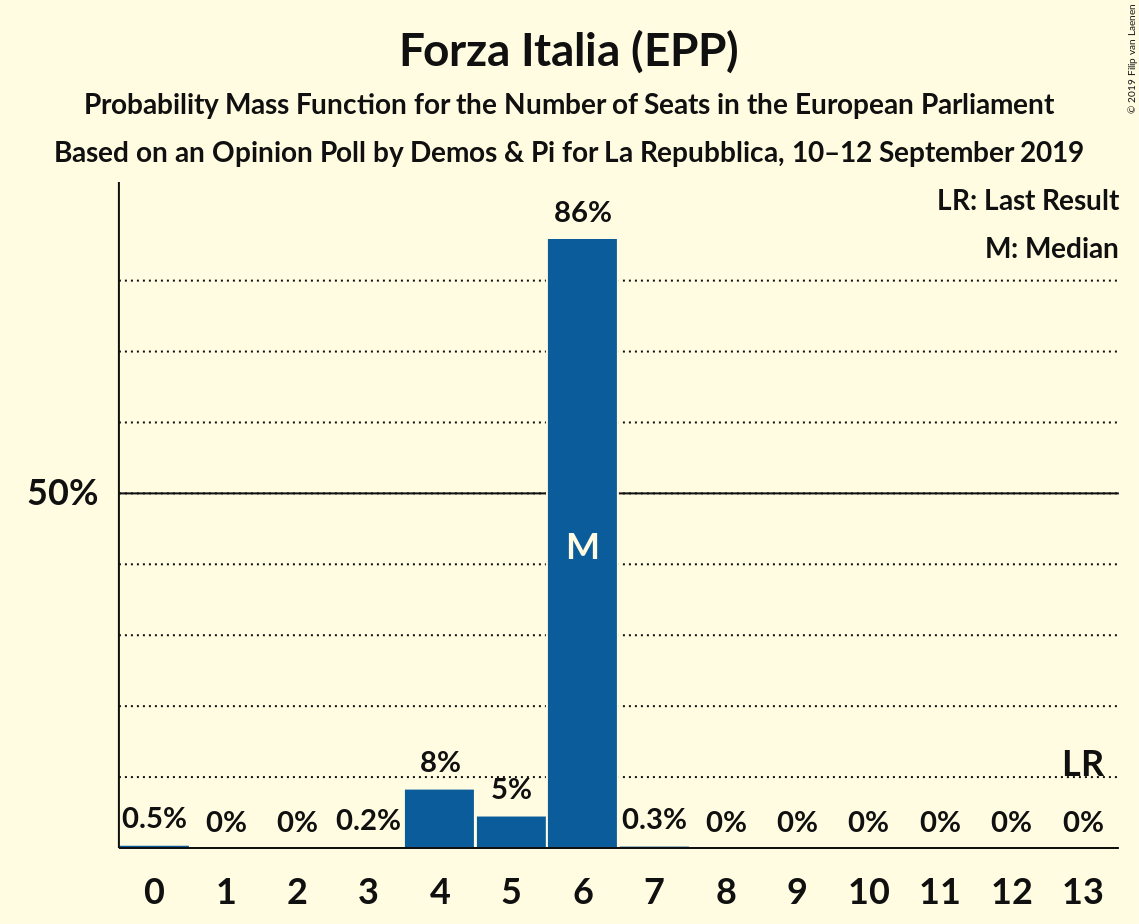 Forza Italia (EPP)
Probability Mass Function for the Number of Seats in the European Parliament
Based on an Opinion Poll by Demos & Pi for La Repubblica, 10–12 September 2019
© 2019 Filip van Laenen
LR: Last Result
M: Median
86%
50%
M
LR
8%
5%
0.5% 0% 0% 0.2% 0.3% 0% 0% 0% 0% 0% 0%
0 1 2 3 4 5 6 7 8 9 10 11 12 13